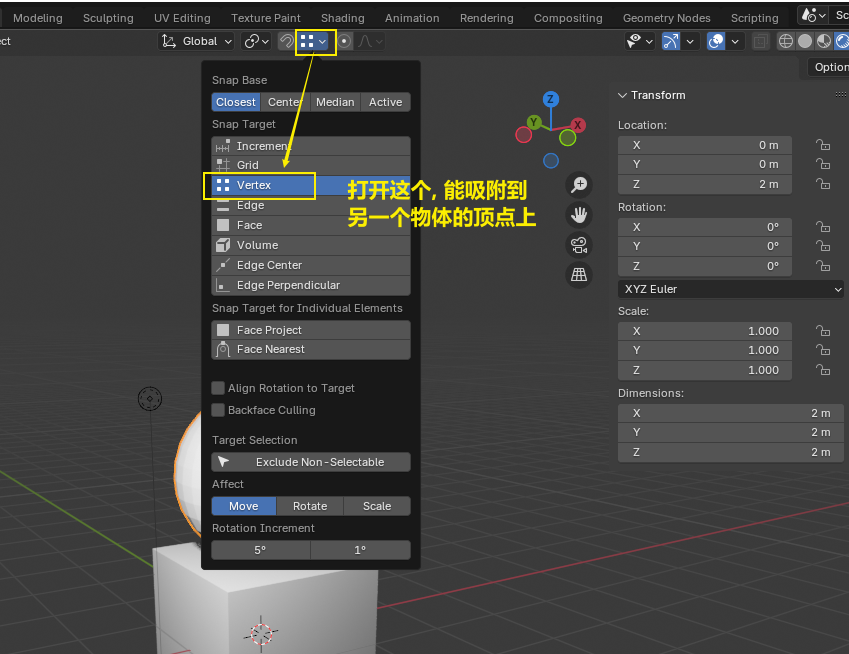 Modeling Sculpting UV Editing Texture Paint Shading Animation Rendering Compositing Geometry Nodes Scripting Sc
ect Global
Option
Snap Base
Closest Center Median Active
Snap Target
Increment
Grid
Vertex
Edge
Face
Volume
Edge Center
Edge Perpendicular
Snap Target for Individual Elements
Face Project
Face Nearest
Align Rotation to Target
Backface Culling
Target Selection
Exclude Non-Selectable
Affect
Move Rotate Scale
Rotation Increment
5° 1°
打开这个, 能吸附到
另一个物体的顶点上
Z
Y
X
Transform
Location:
X 0 m
Y 0 m
Z 2 m
Rotation:
X 0°
Y 0°
Z 0°
XYZ Euler
Scale:
X 1.000
Y 1.000
Z 1.000
Dimensions:
X 2 m
Y 2 m
Z 2 m